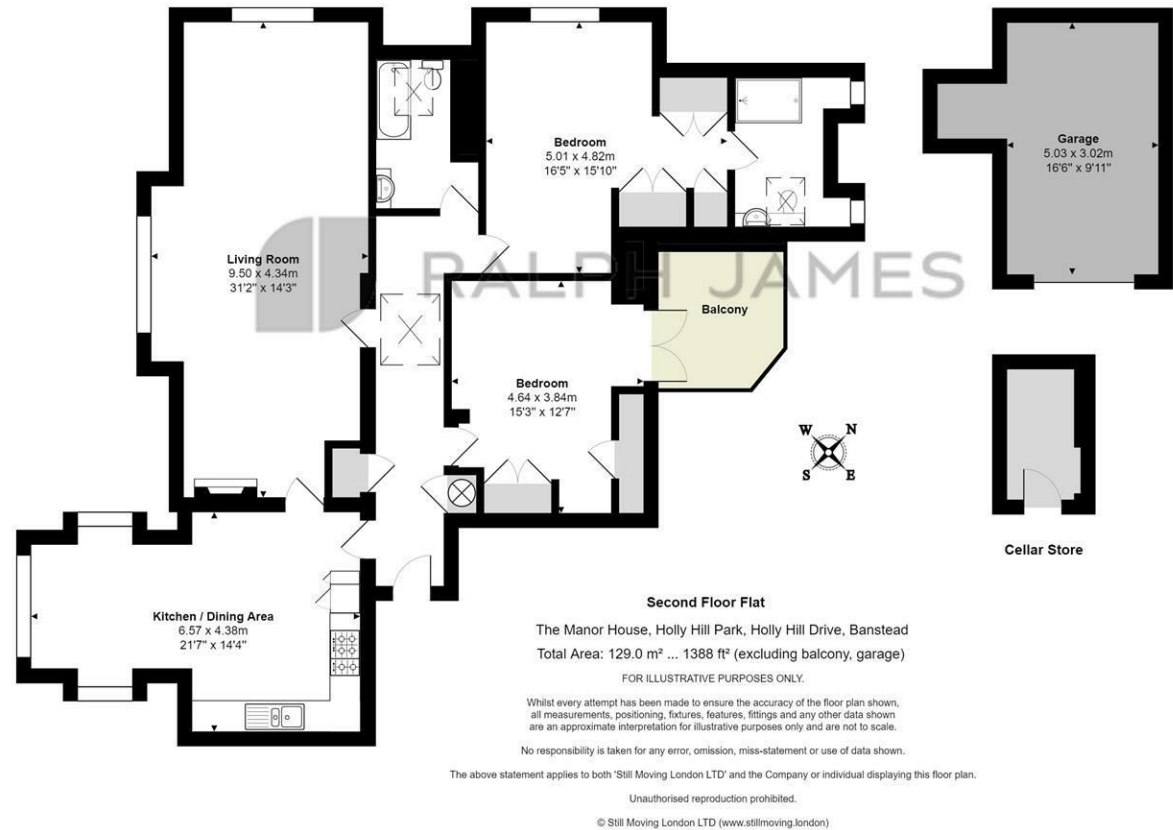 Living Room
9.50 x 4.34m
31'2" x 14'3"
Bedroom
5.01 x 4.82m
16'5" x 15'10"
Garage
5.03 x 3.02m
16'6" x 9'11"
RALPH JAMES
Balcony
Bedroom
4.64 x 3.84m
15'3" x 12'7"
W N
S E
Cellar Store
Kitchen / Dining Area
6.57 x 4.38m
21'7" x 14'4"
Second Floor Flat
The Manor House, Holly Hill Park, Holly Hill Drive, Banstead
Total Area: 129.0 m² ... 1388 ft² (excluding balcony, garage)
FOR ILLUSTRATIVE PURPOSES ONLY.
Whilst every attempt has been made to ensure the accuracy of the floor plan shown,
all measurements, positioning, fixtures, features, fittings and any other data shown
are an approximate interpretation for illustrative purposes only and are not to scale.
No responsibility is taken for any error, omission, miss-statement or use of data shown.
The above statement applies to both 'Still Moving London LTD' and the Company or individual displaying this floor plan.
Unauthorised reproduction prohibited.
© Still Moving London LTD (www.stillmoving.london)